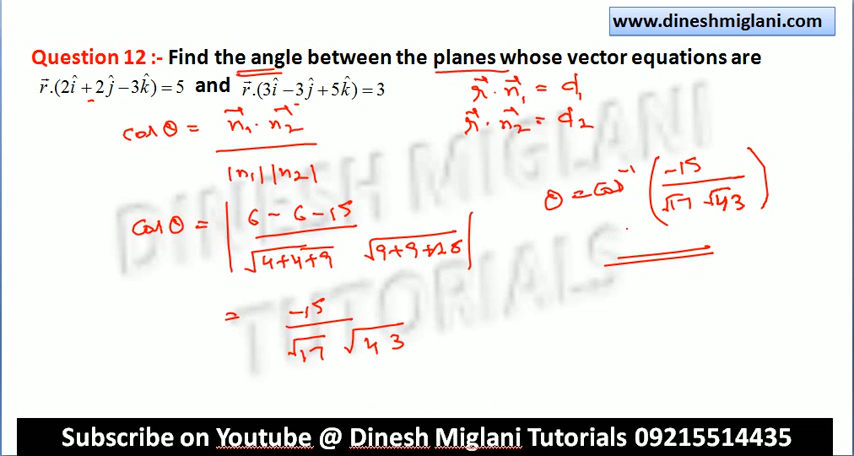 www.dineshmiglani.com
Question 12 :- Find the angle between the planes whose vector equations are
r⃗.(2î+2ĵ−3k̂)=5 and r⃗.(3î−3ĵ+5k̂)=3
r⃗ . n⃗₁ = d₁
r⃗ . n⃗₂ = d₂
cos θ = n⃗₁ . n⃗₂ / |n₁| |n₂|
cos θ = | 6 − 6 − 15 / √4+4+9 √9+9+25 |
= −15 / √17 √43
θ = cos⁻¹ ( −15 / √17 √43 )
DINESH MIGLANI
TUTORIALS
Subscribe on Youtube @ Dinesh Miglani Tutorials 09215514435